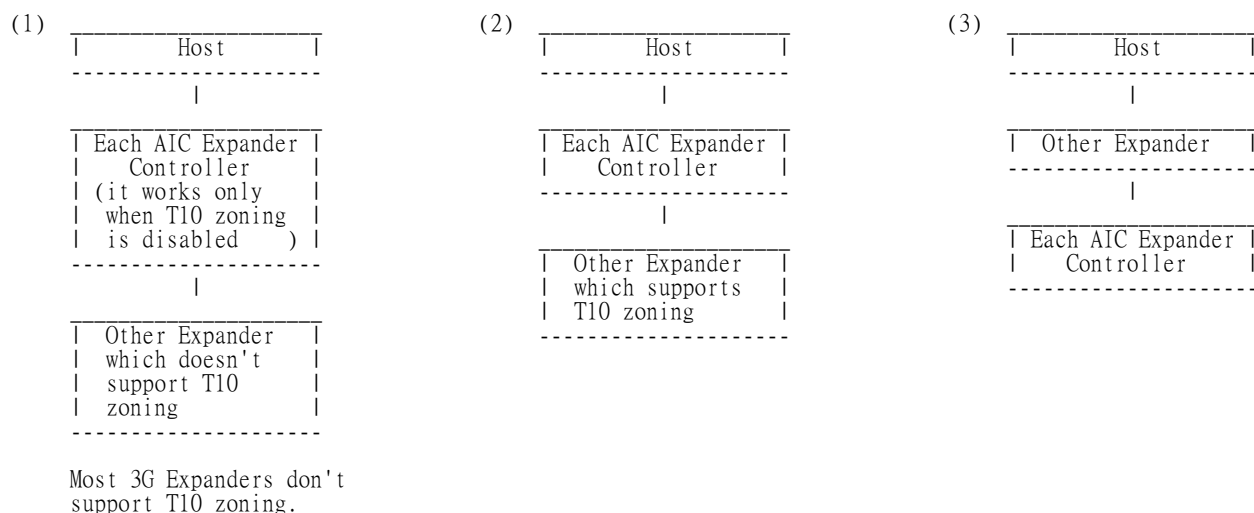 (1)
Host
Each AIC Expander
Controller
(it works only
when T10 zoning
is disabled )
Other Expander
which doesn't
support T10
zoning
Most 3G Expanders don't
support T10 zoning.
(2)
Host
Each AIC Expander
Controller
Other Expander
which supports
T10 zoning
(3)
Host
Other Expander
Each AIC Expander
Controller